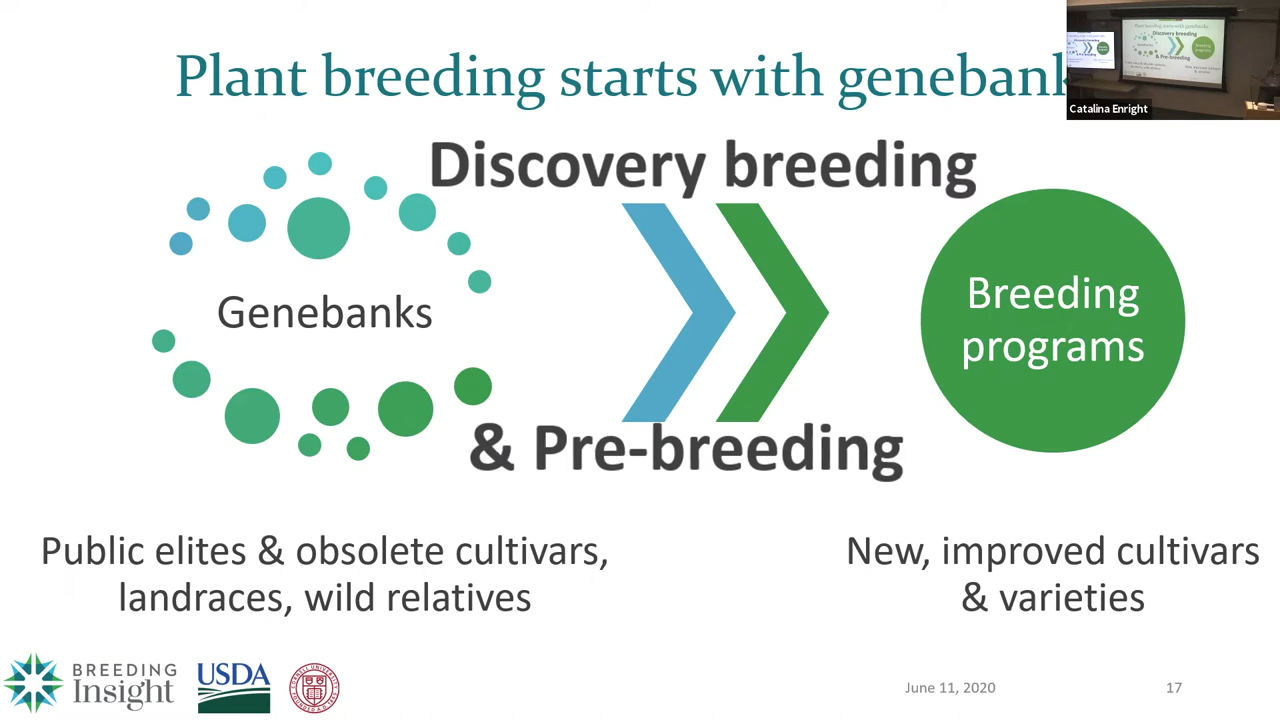 Plant breeding starts with genebank
Catalina Enright
Discovery breeding
Genebanks
Breeding
programs
& Pre-breeding
Public elites & obsolete cultivars,
landraces, wild relatives
New, improved cultivars
& varieties
BREEDING
Insight
USDA
June 11, 2020
17